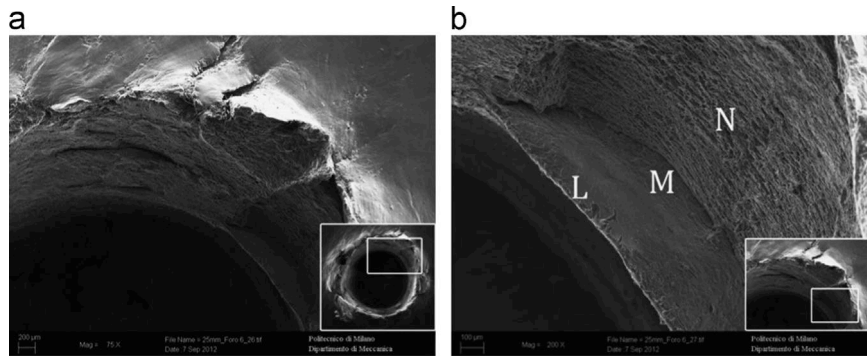 a
b
L
M
N
200 µm
Mag = 75 X
File Name = 25mm_Foro 6_26.tif
Date: 7 Sep 2012
Politecnico di Milano
Dipartimento di Meccanica
100 µm
Mag = 200 X
File Name = 25mm_Foro 6_27.tif
Date: 7 Sep 2012
Politecnico di Milano
Dipartimento di Meccanica